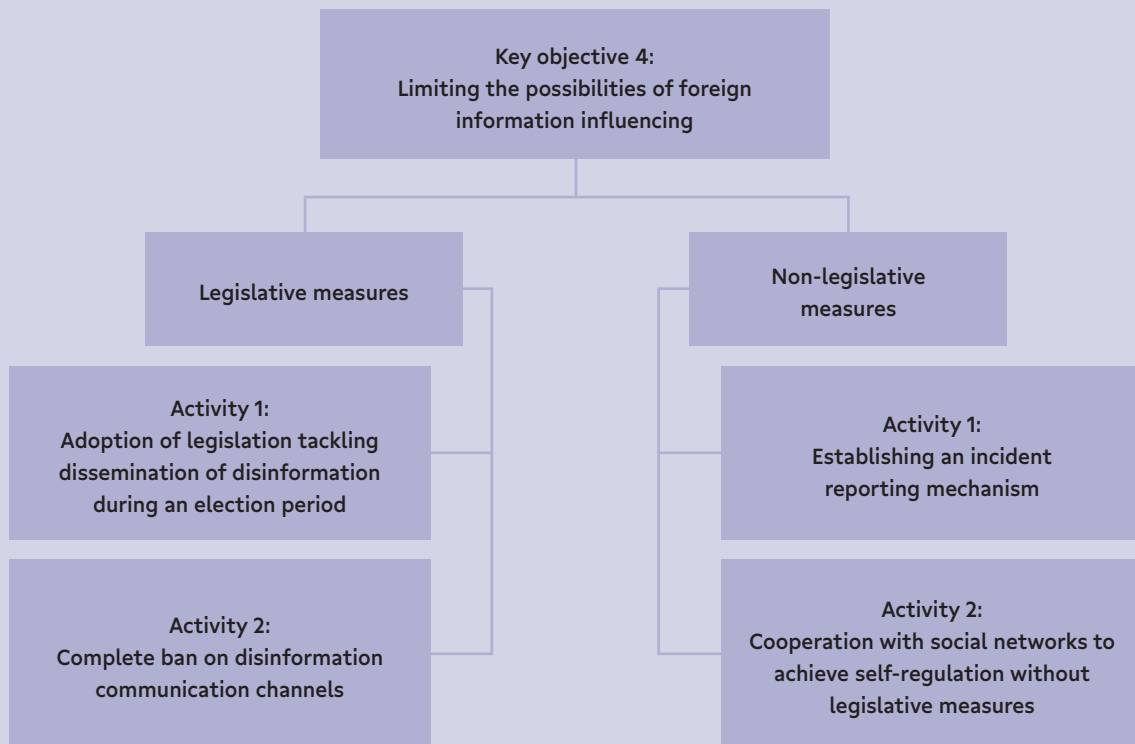 Key objective 4:
Limiting the possibilities of foreign
information influencing
Legislative measures
Activity 1:
Adoption of legislation tackling
dissemination of disinformation
during an election period
Activity 2:
Complete ban on disinformation
communication channels
Non-legislative
measures
Activity 1:
Establishing an incident
reporting mechanism
Activity 2:
Cooperation with social networks to
achieve self-regulation without
legislative measures